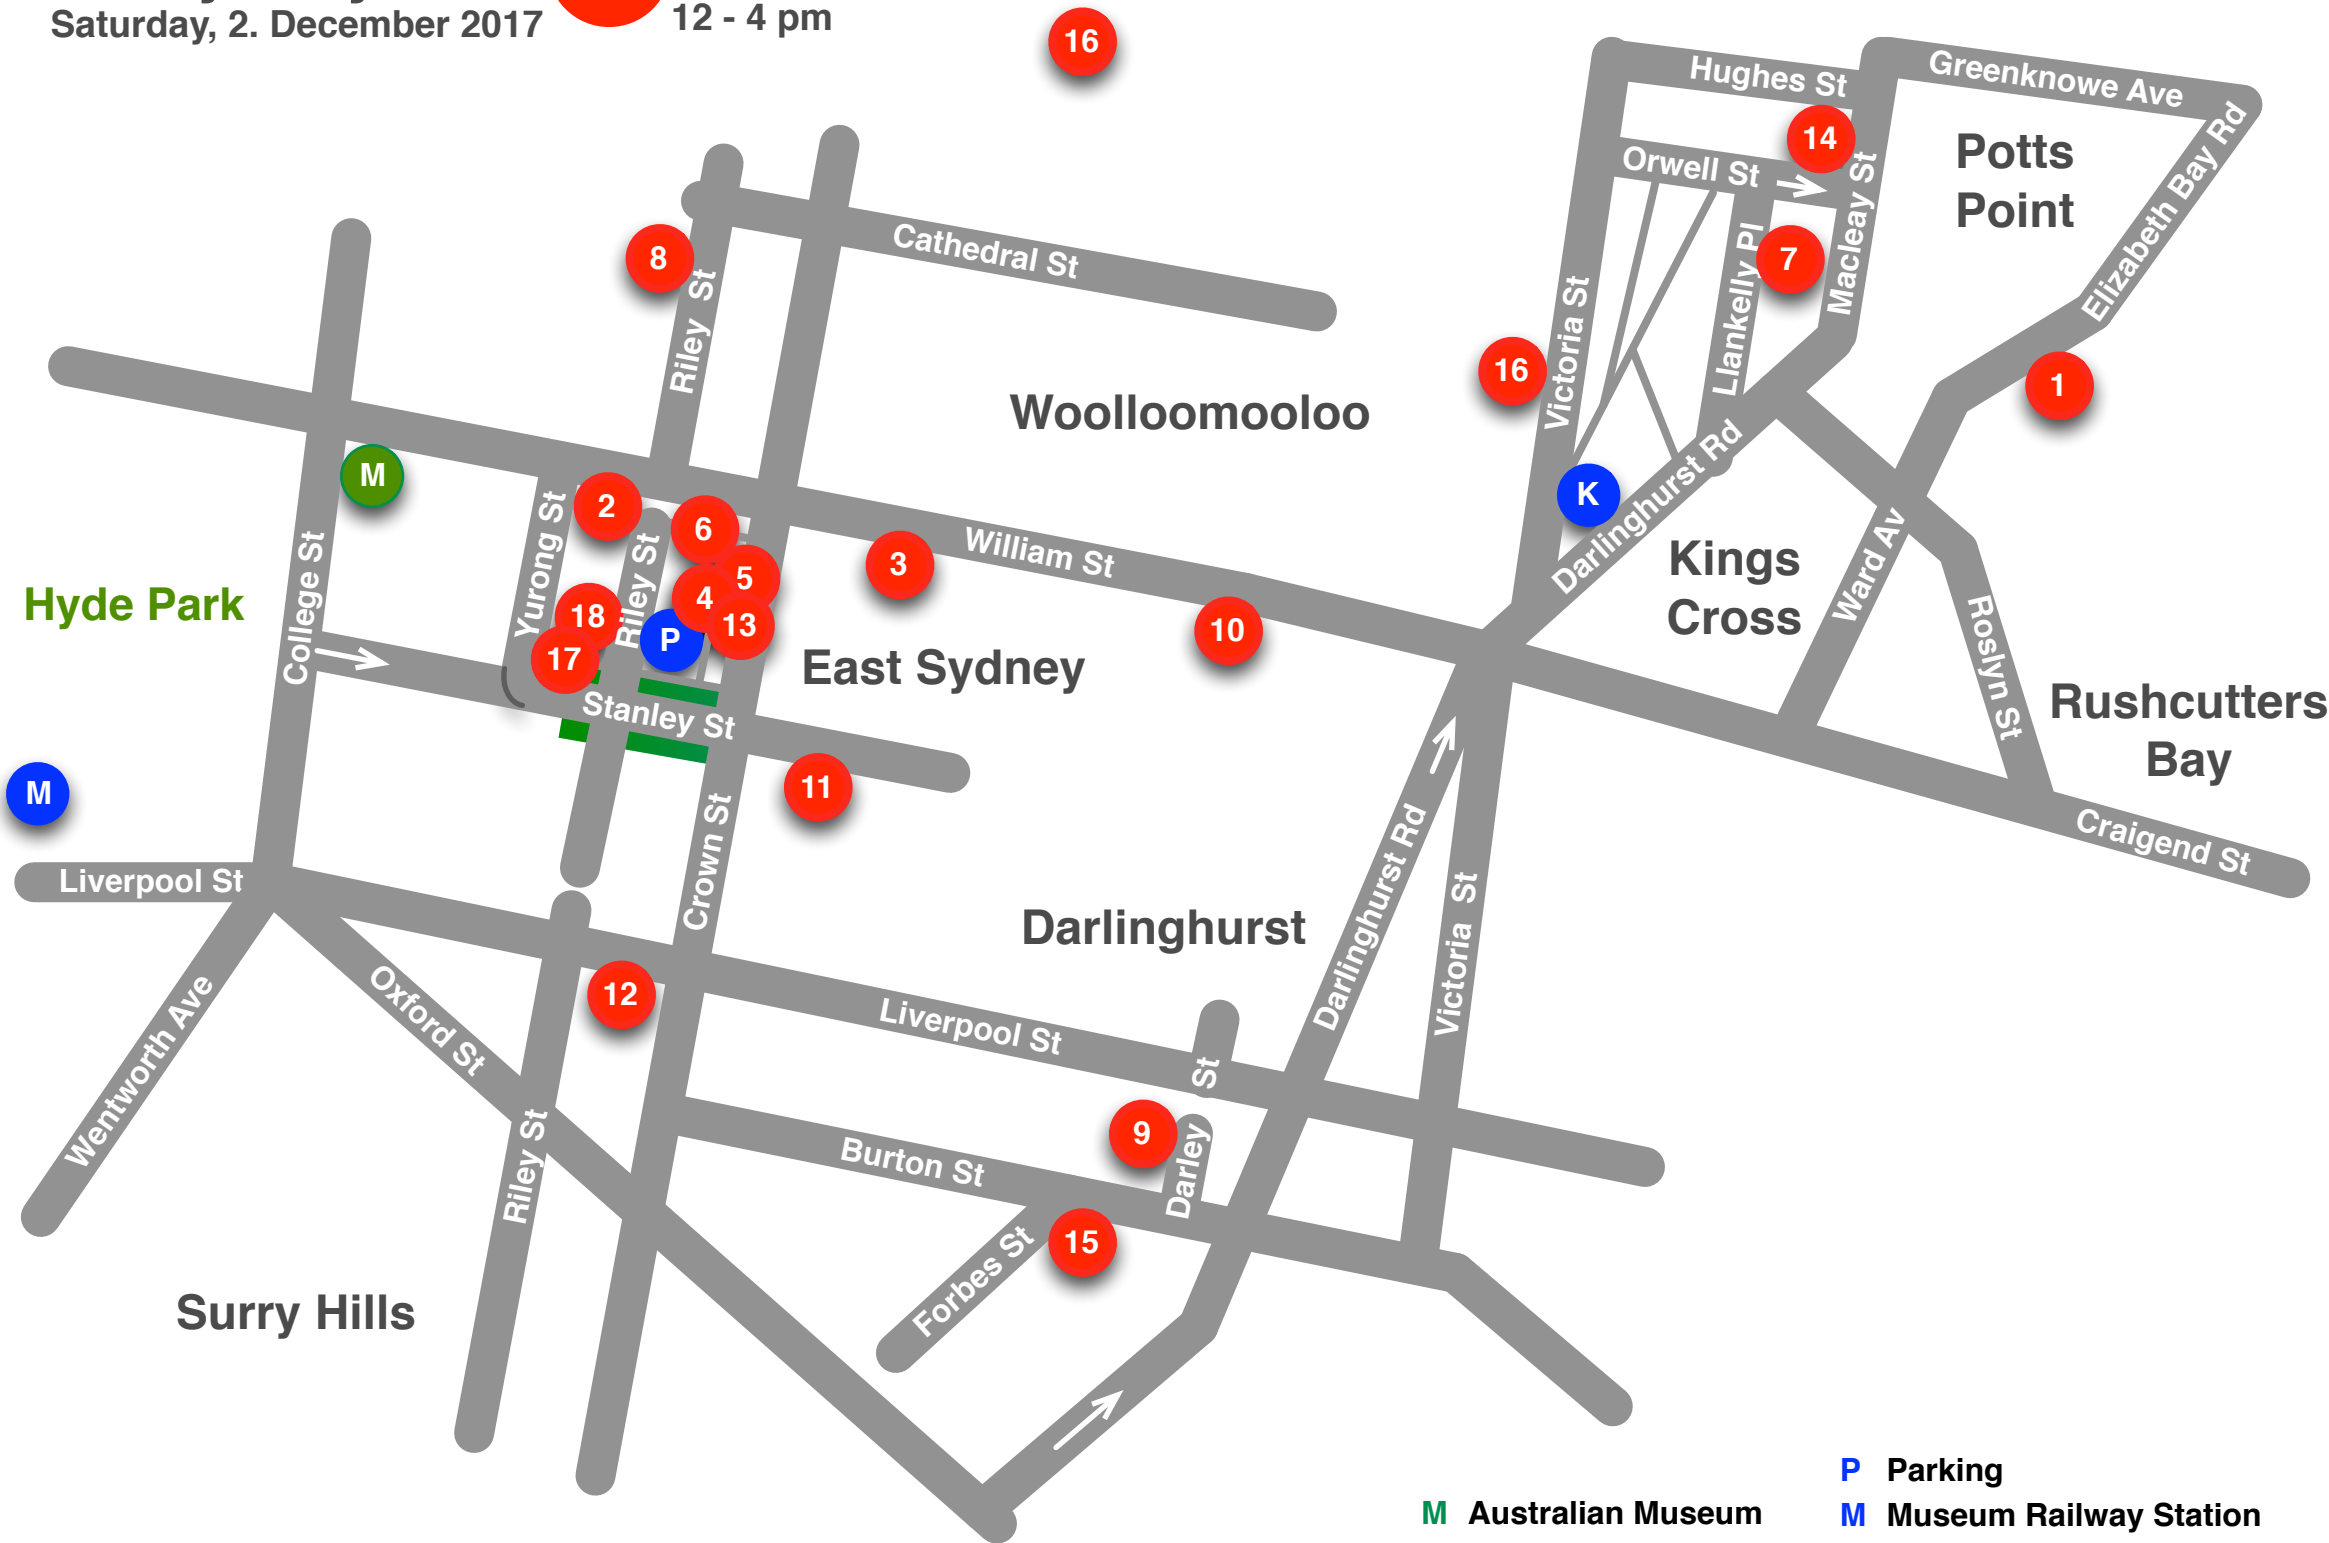 Saturday, 2. December 2017
12 - 4 pm
16
Hughes St
Greenknowe Ave
14
Potts
Point
Orwell St
Macleay St
Elizabeth Bay Rd
8
Riley St
Cathedral St
Llankelly Pl
7
Victoria St
16
1
Woolloomooloo
M
K
Darlinghurst Rd
College St
Yurong St
2
6
Riley St
5
4
3
William St
Kings
Cross
Ward Av
Hyde Park
18
P
13
10
17
East Sydney
Roslyn St
Rushcutters
Bay
Stanley St
M
11
Crown St
Craigend St
Liverpool St
Darlinghurst
Darlinghurst Rd
Victoria St
Wentworth Ave
Oxford St
12
Liverpool St
St
Darley
9
Riley St
Burton St
15
Forbes St
Surry Hills
P Parking
M Australian Museum
M Museum Railway Station